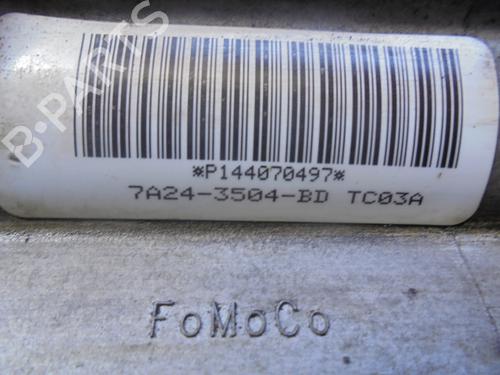 B-PARTS
*P144070497*
7A24-3504-BD TC03A
FoMoCo